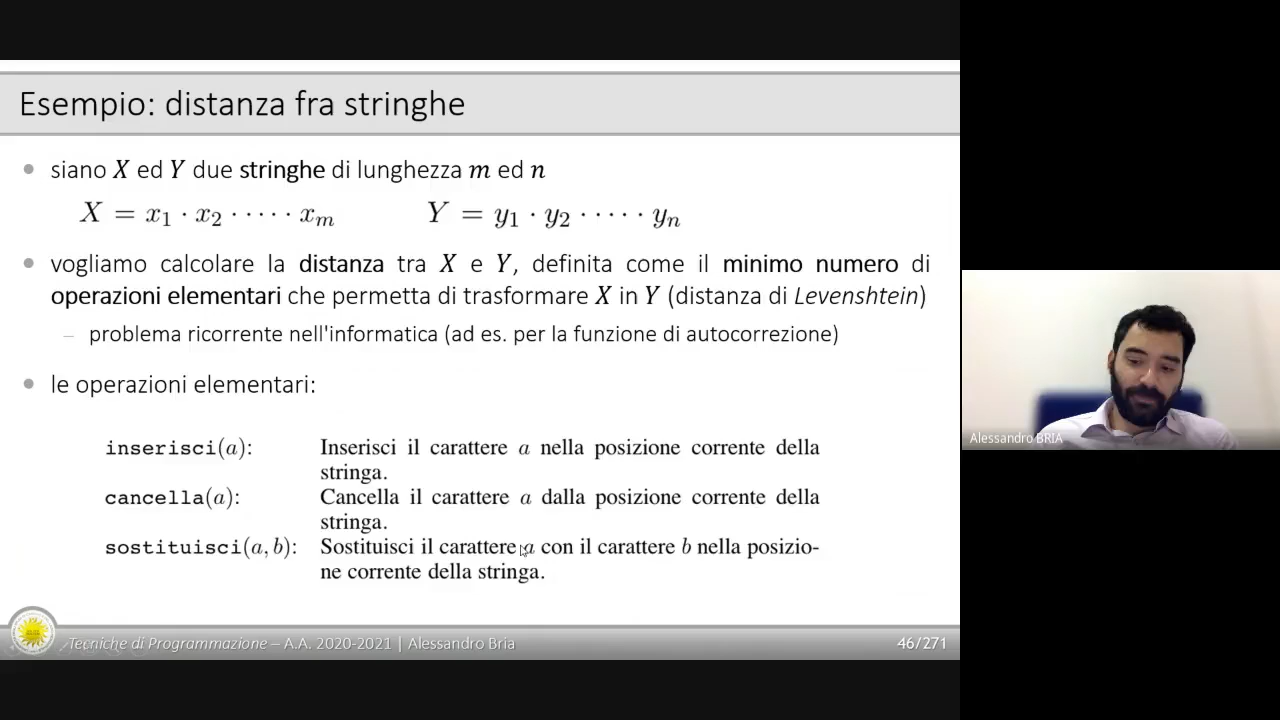 Esempio: distanza fra stringhe
siano X ed Y due stringhe di lunghezza m ed n
X = x₁ · x₂ · · · · · xₘ Y = y₁ · y₂ · · · · · yₙ
vogliamo calcolare la distanza tra X e Y, definita come il minimo numero di
operazioni elementari che permetta di trasformare X in Y (distanza di Levenshtein)
– problema ricorrente nell'informatica (ad es. per la funzione di autocorrezione)
le operazioni elementari:
inserisci(a): Inserisci il carattere a nella posizione corrente della
stringa.
cancella(a): Cancella il carattere a dalla posizione corrente della
stringa.
sostituisci(a, b): Sostituisci il carattere a con il carattere b nella posizio-
ne corrente della stringa.
Tecniche di Programmazione – A.A. 2020-2021 | Alessandro Bria
46/271
Alessandro BRIA